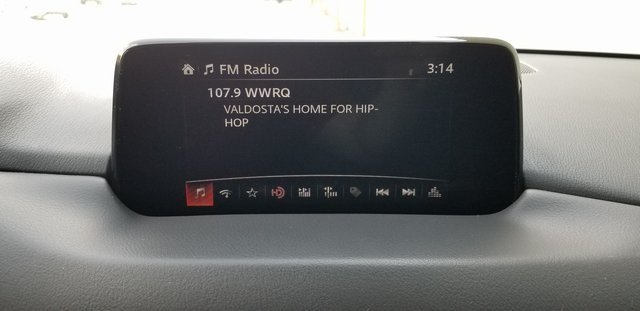 FM Radio 3:14
107.9 WWRQ
VALDOSTA'S HOME FOR HIP-
HOP